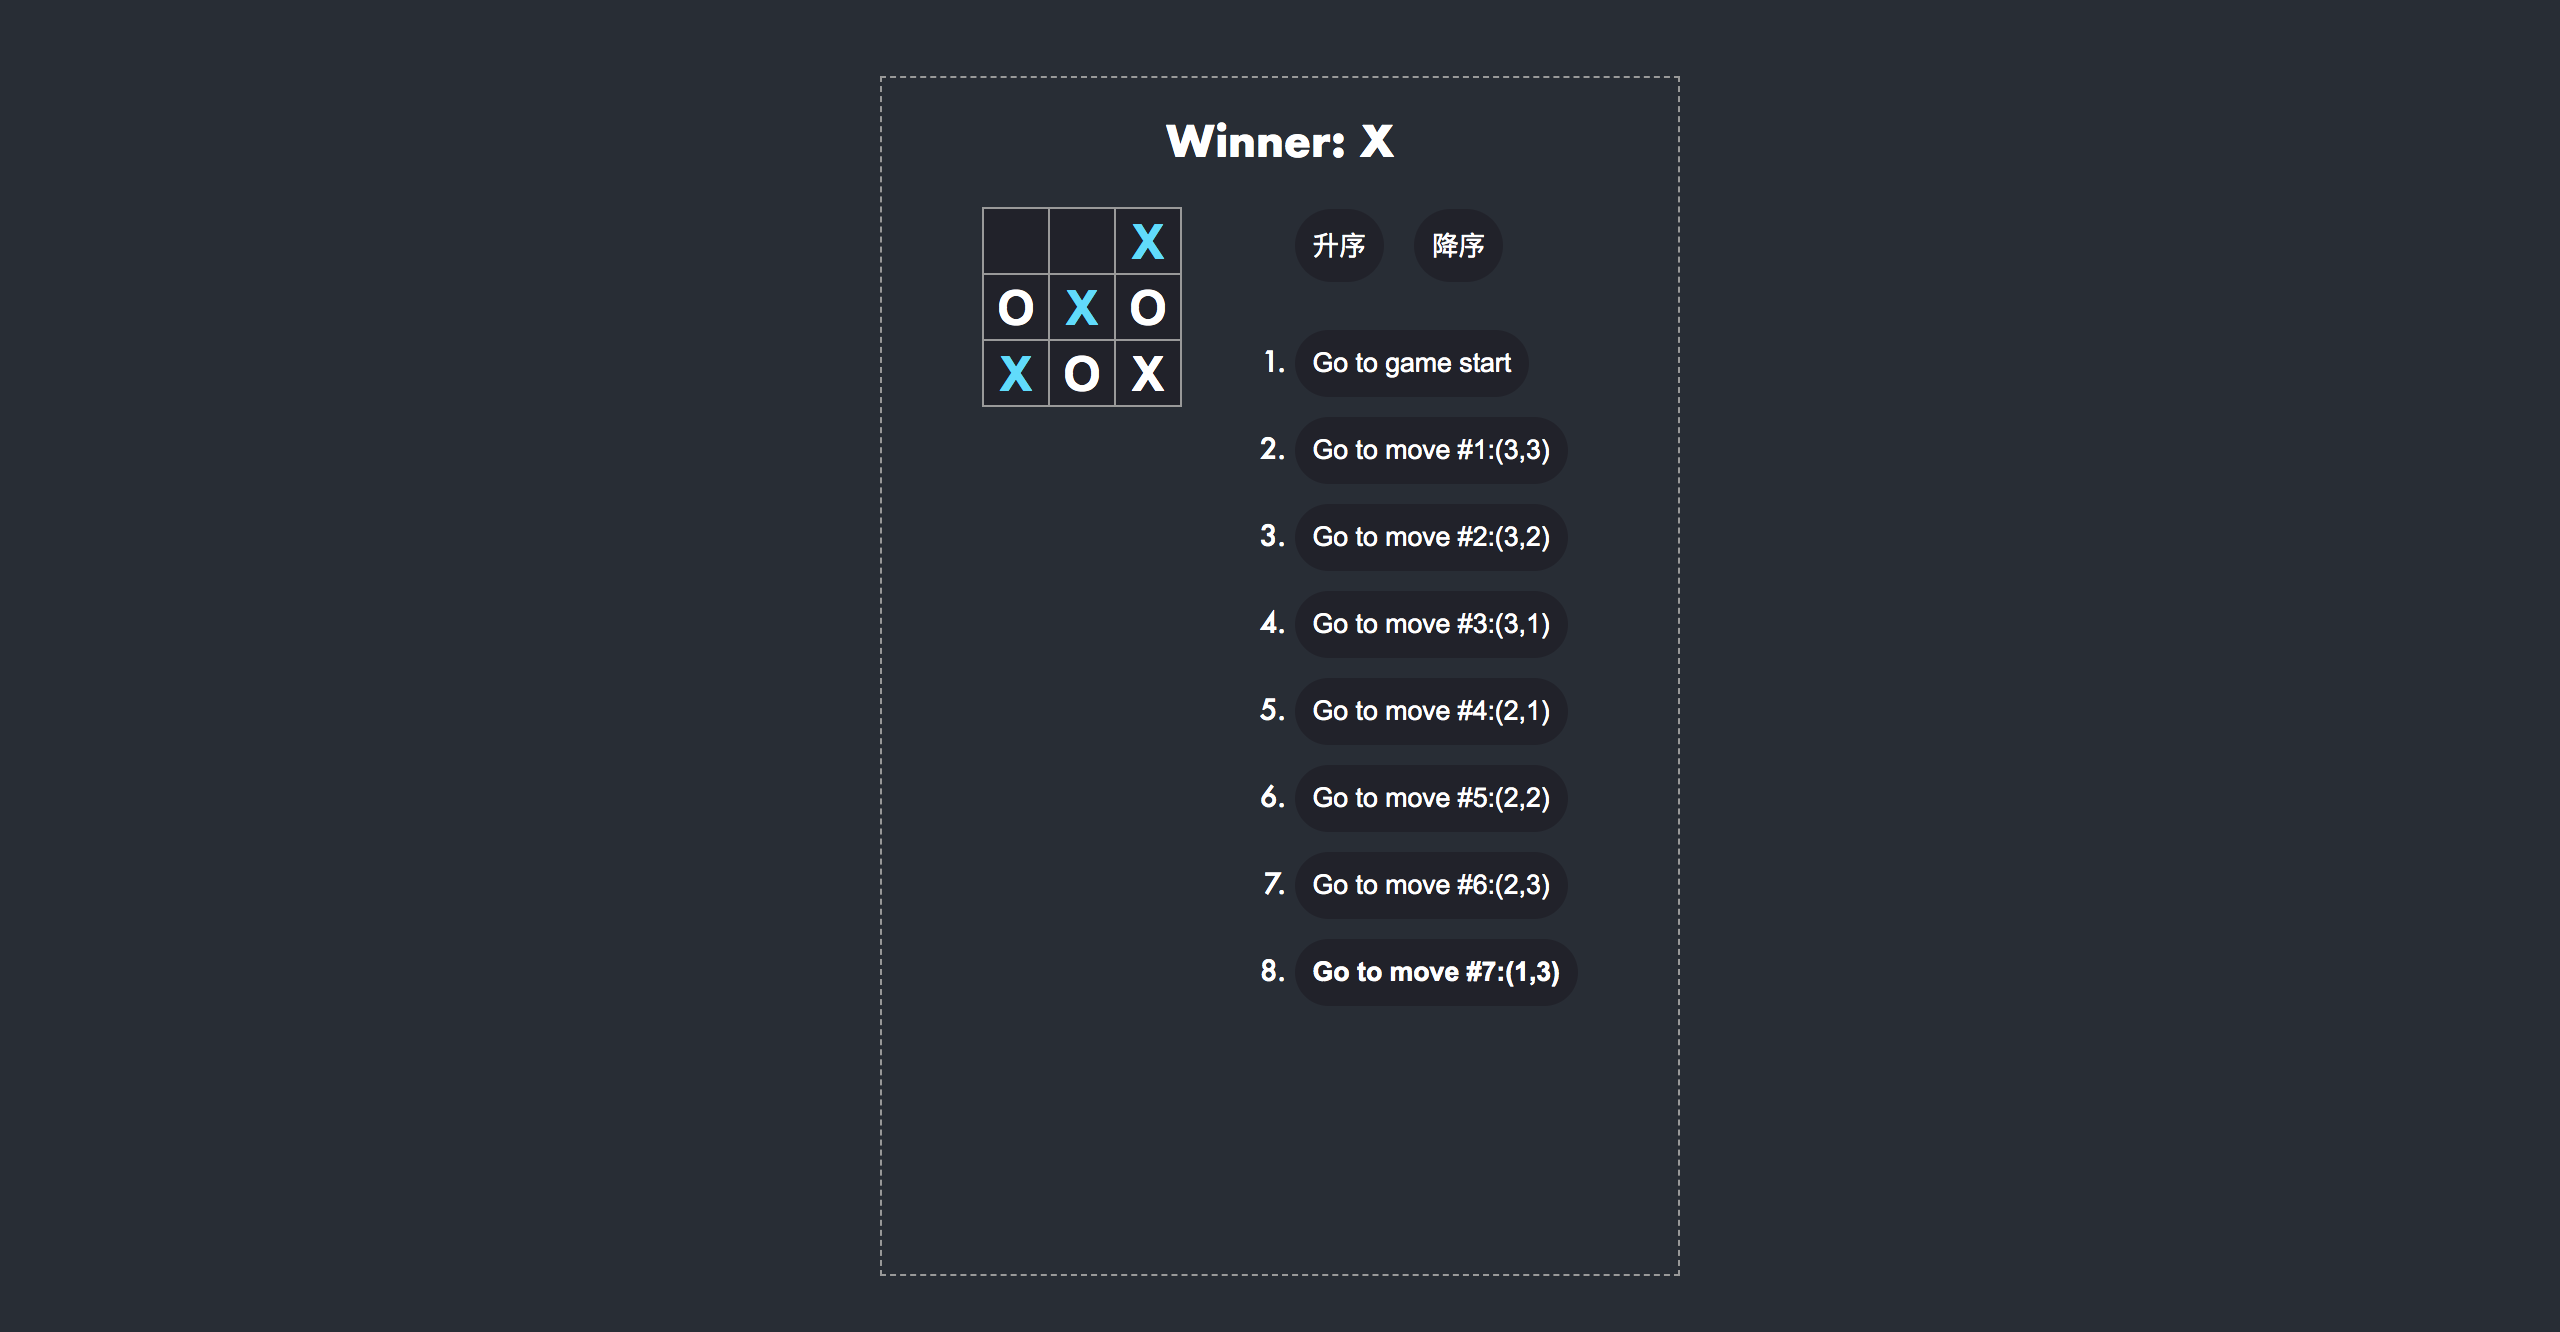 Winner: X
X
O X O
X O X
升序 降序
1. Go to game start
2. Go to move #1:(3,3)
3. Go to move #2:(3,2)
4. Go to move #3:(3,1)
5. Go to move #4:(2,1)
6. Go to move #5:(2,2)
7. Go to move #6:(2,3)
8. Go to move #7:(1,3)